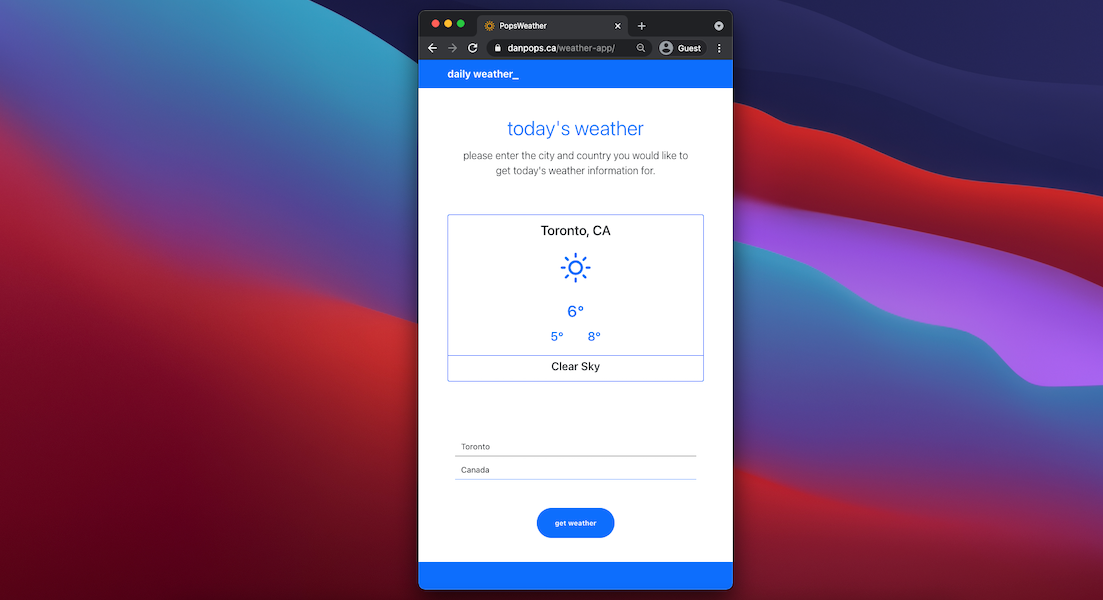 PopsWeather
danpops.ca/weather-app/
Guest
daily weather_
today's weather
please enter the city and country you would like to
get today's weather information for.
Toronto, CA
6°
5° 8°
Clear Sky
Toronto
Canada
get weather